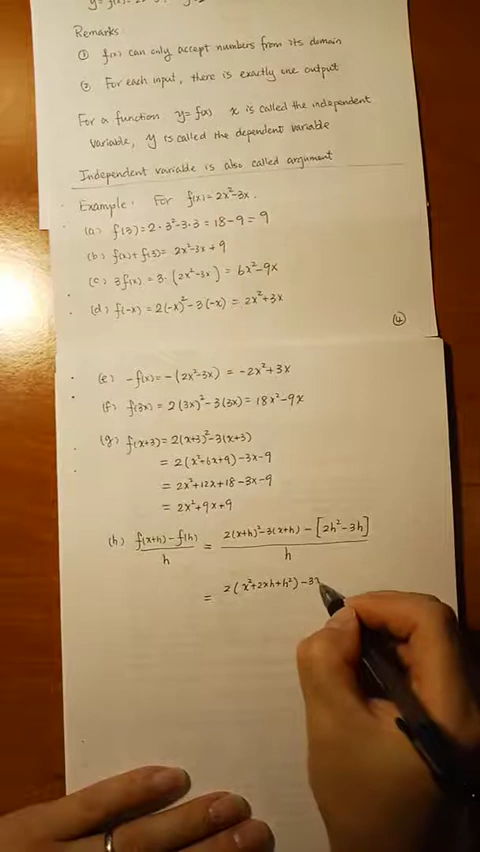 y = f(x)
Remarks
① f(x) can only accept numbers from its domain
② For each input, there is exactly one output
For a function y = f(x) x is called the independent
variable, y is called the dependent variable
Independent variable is also called argument
Example: For f(x) = 2x²-3x.
(a) f(3) = 2·3²-3·3 = 18-9 = 9
(b) f(x) + f(3) = 2x²-3x+9
(c) 3f(x) = 3·(2x²-3x) = 6x²-9x
(d) f(-x) = 2(-x)²-3(-x) = 2x²+3x
④
(e) -f(x) = -(2x²-3x) = -2x²+3x
(f) f(3x) = 2(3x)²-3(3x) = 18x²-9x
(g) f(x+3) = 2(x+3)²-3(x+3)
= 2(x²+6x+9)-3x-9
= 2x²+12x+18-3x-9
= 2x²+9x+9
(h) f(x+h)-f(h)/h = 2(x+h)²-3(x+h)-[2h²-3h]/h
= 2(x²+2xh+h²)-3x